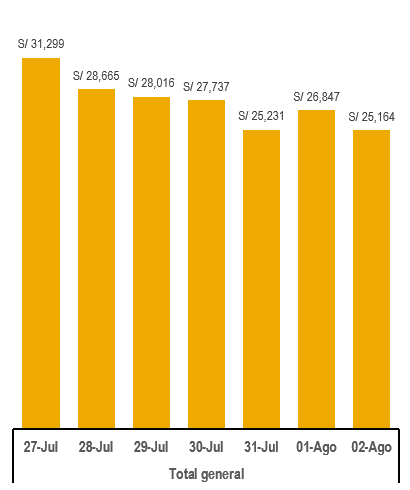 S/ 31,299
S/ 28,665
S/ 28,016
S/ 27,737
S/ 25,231
S/ 26,847
S/ 25,164
27-Jul 28-Jul 29-Jul 30-Jul 31-Jul 01-Ago 02-Ago
Total general